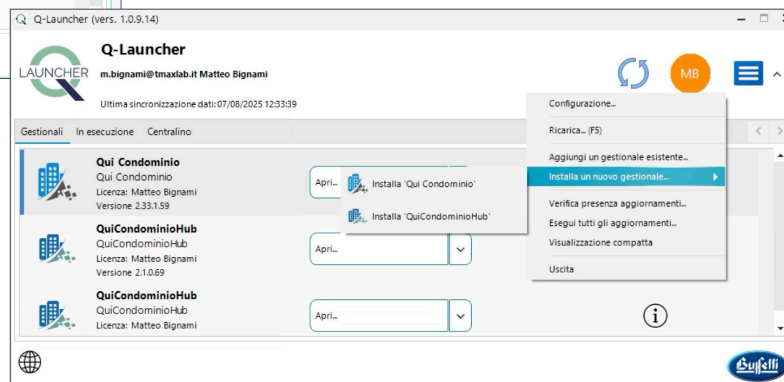 Q-Launcher (vers. 1.0.9.14)
LAUNCHER
Q-Launcher
m.bignami@tmaxlab.it Matteo Bignami
Ultima sincronizzazione dati: 07/08/2025 12:33:39
MB
Gestionali In esecuzione Centralino
Qui Condominio
Qui Condominio
Licenza: Matteo Bignami
Versione 2.33.1.59
Apri...
QuiCondominioHub
QuiCondominioHub
Licenza: Matteo Bignami
Versione 2.1.0.69
Apri...
QuiCondominioHub
QuiCondominioHub
Licenza: Matteo Bignami
Apri...
Installa 'Qui Condominio'
Installa 'QuiCondominioHub'
Configurazione...
Ricarica... (F5)
Aggiungi un gestionale esistente...
Installa un nuovo gestionale...
Verifica presenza aggiornamenti...
Esegui tutti gli aggiornamenti...
Visualizzazione compatta
Uscita
Buffetti